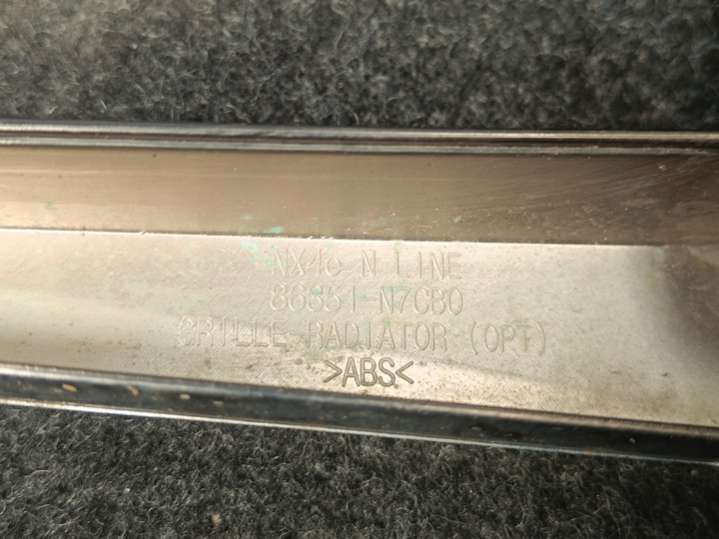 NX4e N LINE
86351-N7CB0
GRILLE-RADIATOR (OPT)
>ABS<